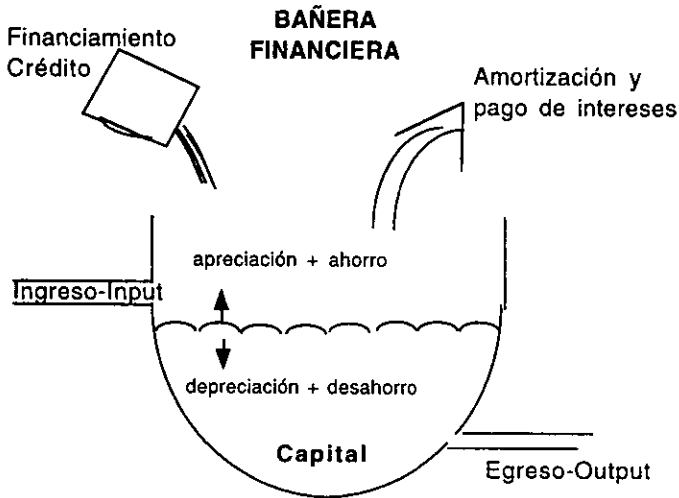 BAÑERA
FINANCIERA
Financiamiento
Crédito
Amortización y
pago de intereses
apreciación + ahorro
Ingreso-Input
depreciación + desahorro
Capital
Egreso-Output